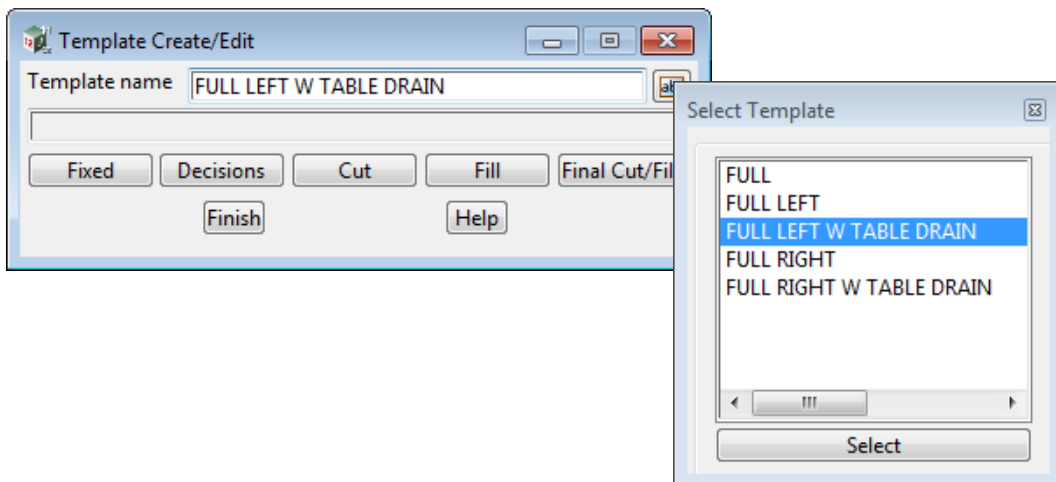 Template Create/Edit
Template name FULL LEFT W TABLE DRAIN
Fixed Decisions Cut Fill Final Cut/Fil
Finish Help
Select Template
FULL
FULL LEFT
FULL LEFT W TABLE DRAIN
FULL RIGHT
FULL RIGHT W TABLE DRAIN
Select